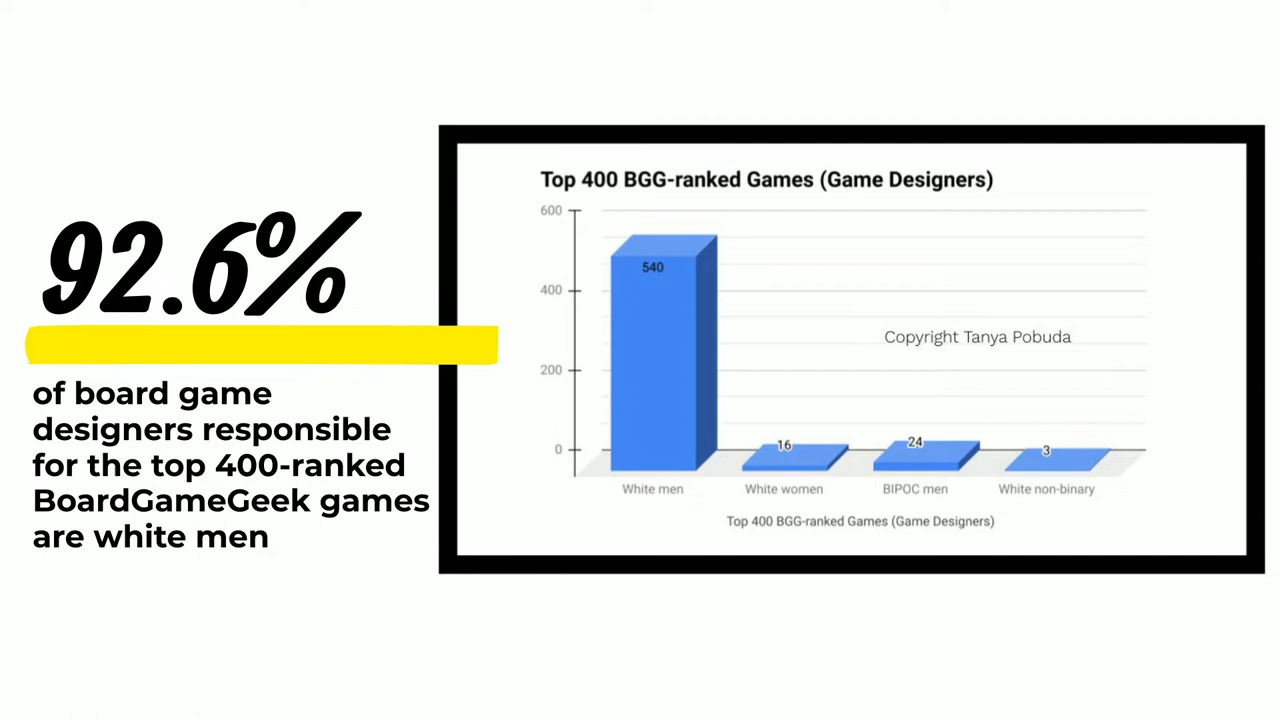 92.6%
of board game
designers responsible
for the top 400-ranked
BoardGameGeek games
are white men
Top 400 BGG-ranked Games (Game Designers)
600
400
200
0
540
16
24
3
Copyright Tanya Pobuda
White men
White women
BIPOC men
White non-binary
Top 400 BGG-ranked Games (Game Designers)